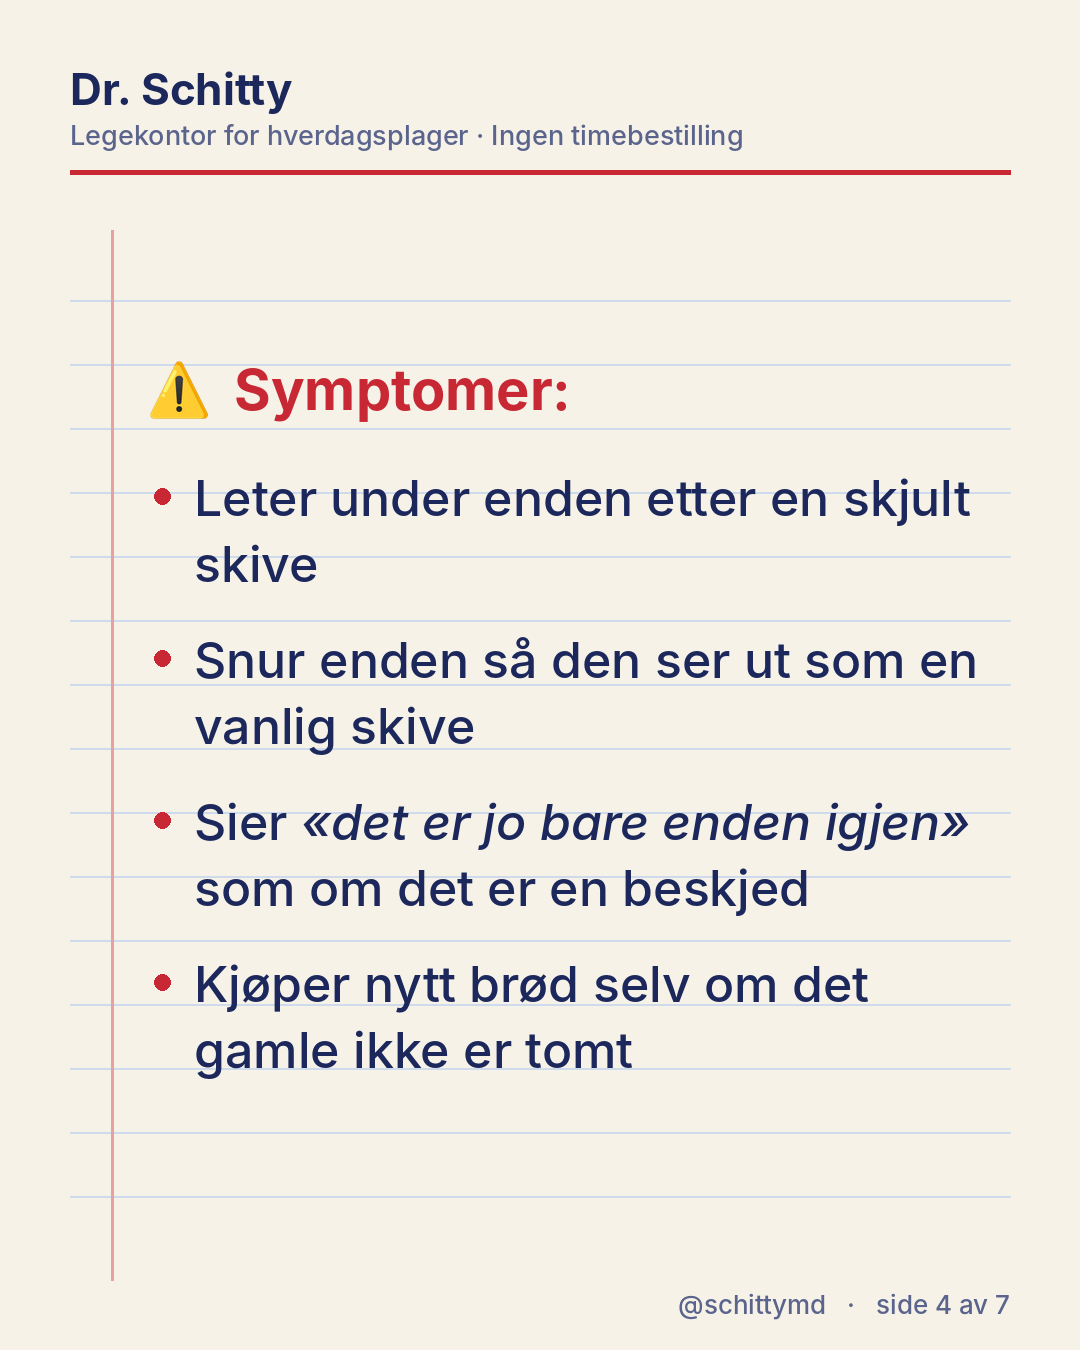 Dr. Schitty
Legekontor for hverdagsplager · Ingen timebestilling
⚠️ Symptomer:
• Leter under enden etter en skjult
skive
• Snur enden så den ser ut som en
vanlig skive
• Sier «det er jo bare enden igjen»
som om det er en beskjed
• Kjøper nytt brød selv om det
gamle ikke er tomt
@schittymd · side 4 av 7